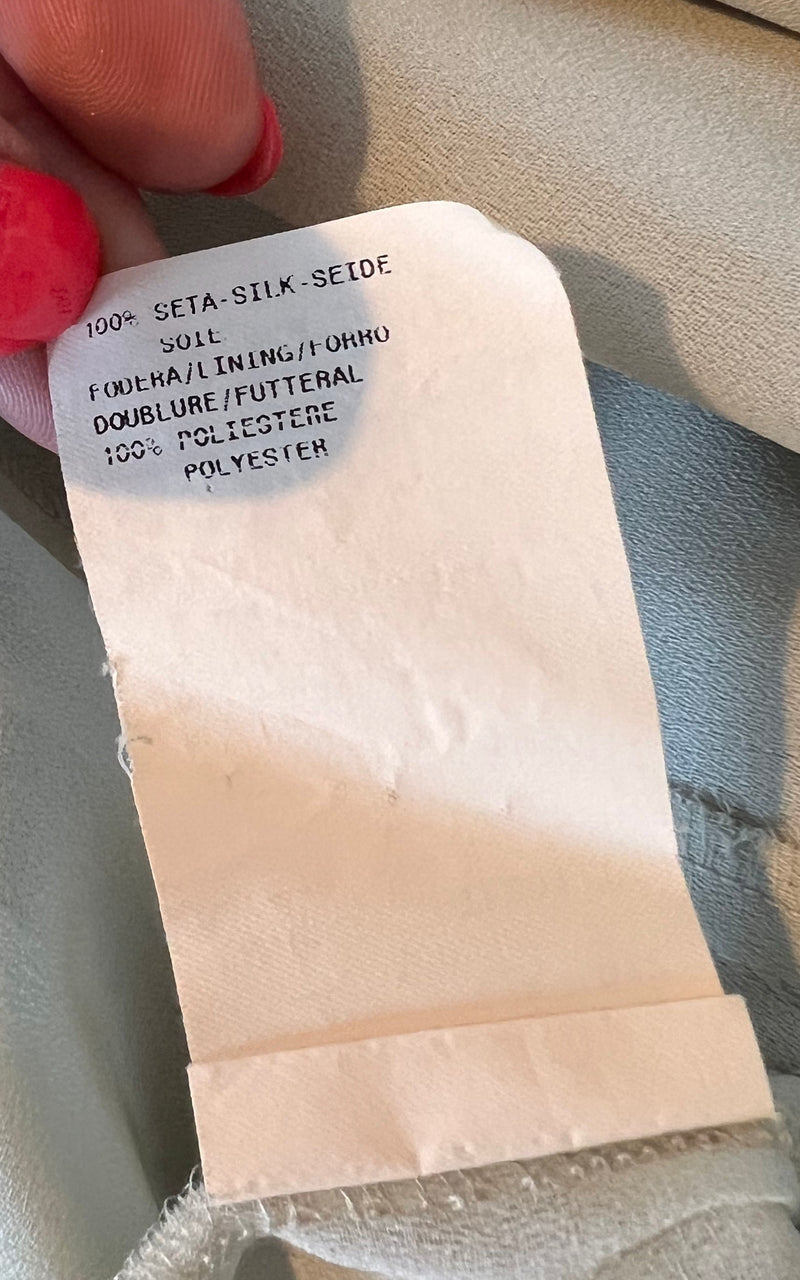 100% SETA-SILK-SEIDE
SOIE
FODERA/LINING/FORRO
DOUBLURE/FUTTERAL
100% POLIESTERE
POLYESTER